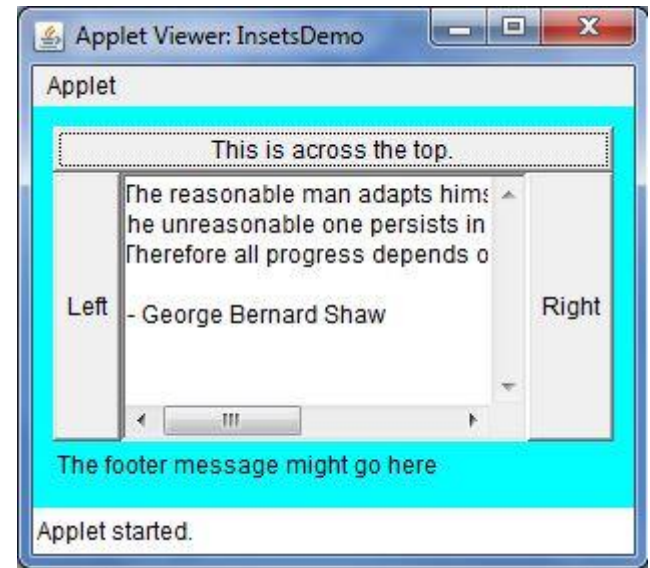 Applet Viewer: InsetsDemo
Applet
This is across the top.
The reasonable man adapts hims
he unreasonable one persists in
Therefore all progress depends o
Left
- George Bernard Shaw
Right
The footer message might go here
Applet started.